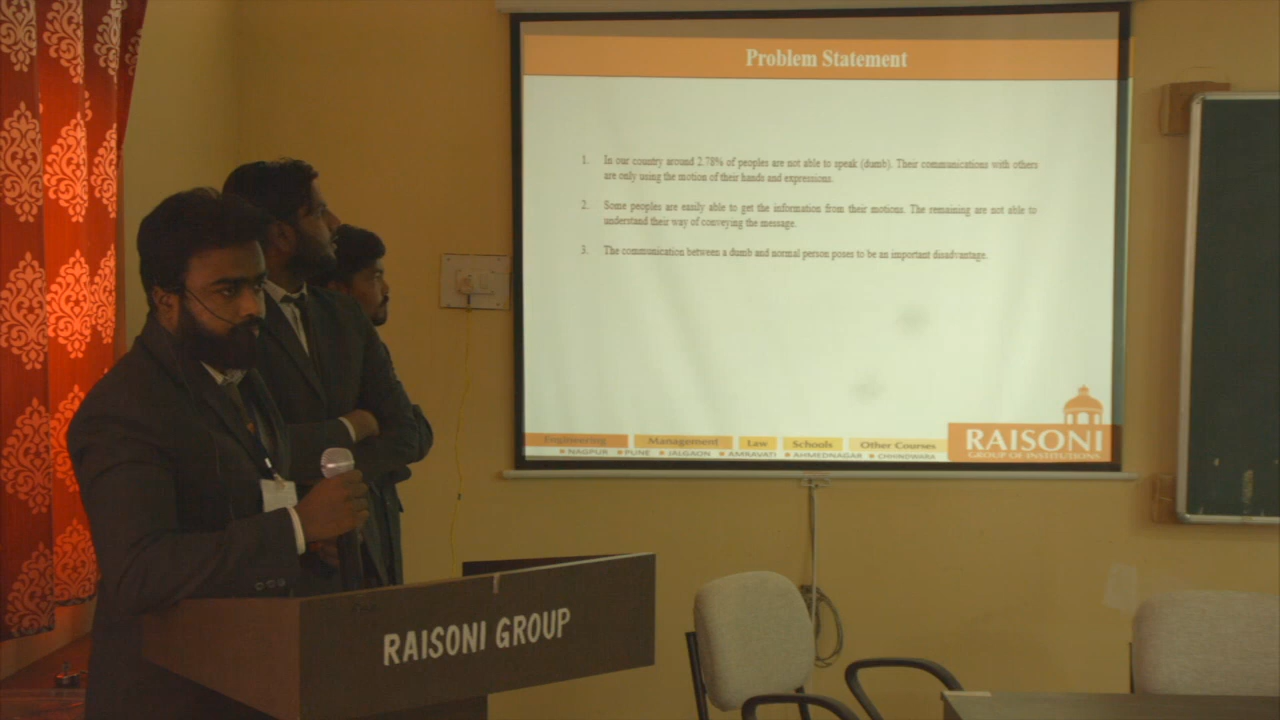 Problem Statement
1. In our country around 2.78% of peoples are not able to speak (dumb). Their communications with others
are only using the motion of their hands and expressions.
2. Some peoples are easily able to get the information from their motions. The remaining are not able to
understand their way of conveying the message.
3. The communication between a dumb and normal person poses to be an important disadvantage.
Engineering Management Law Schools Other Courses
NAGPUR PUNE JALGAON AMRAVATI AHMEDNAGAR CHHINDWARA
RAISONI
GROUP OF INSTITUTIONS
RAISONI GROUP